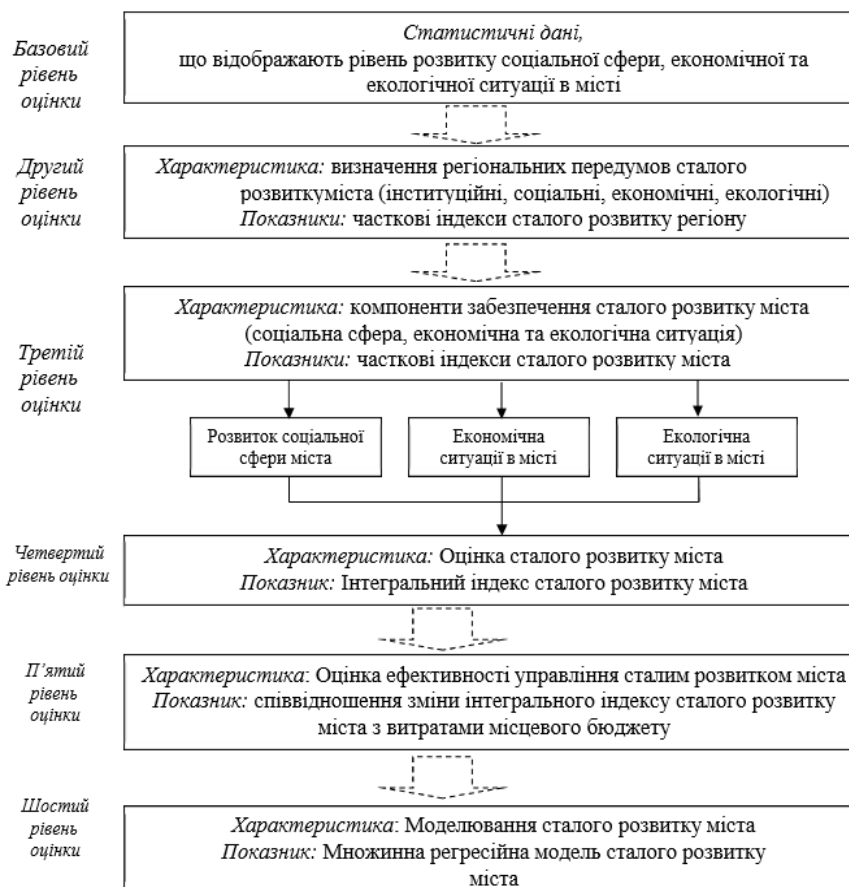 Базовий
рівень
оцінки
Статистичні дані,
що відображають рівень розвитку соціальної сфери, економічної та
екологічної ситуації в місті
Другий
рівень
оцінки
Характеристика: визначення регіональних передумов сталого
розвиткуміста (інституційні, соціальні, економічні, екологічні)
Показники: часткові індекси сталого розвитку регіону
Третій
рівень
оцінки
Характеристика: компоненти забезпечення сталого розвитку міста
(соціальна сфера, економічна та екологічна ситуація)
Показники: часткові індекси сталого розвитку міста
Розвиток соціальної
сфери міста
Економічна
ситуації в місті
Екологічна
ситуації в місті
Четвертий
рівень оцінки
Характеристика: Оцінка сталого розвитку міста
Показник: Інтегральний індекс сталого розвитку міста
П’ятий
рівень
оцінки
Характеристика: Оцінка ефективності управління сталим розвитком міста
Показник: співвідношення зміни інтегрального індексу сталого розвитку
міста з витратами місцевого бюджету
Шостий
рівень
оцінки
Характеристика: Моделювання сталого розвитку міста
Показник: Множинна регресійна модель сталого розвитку
міста